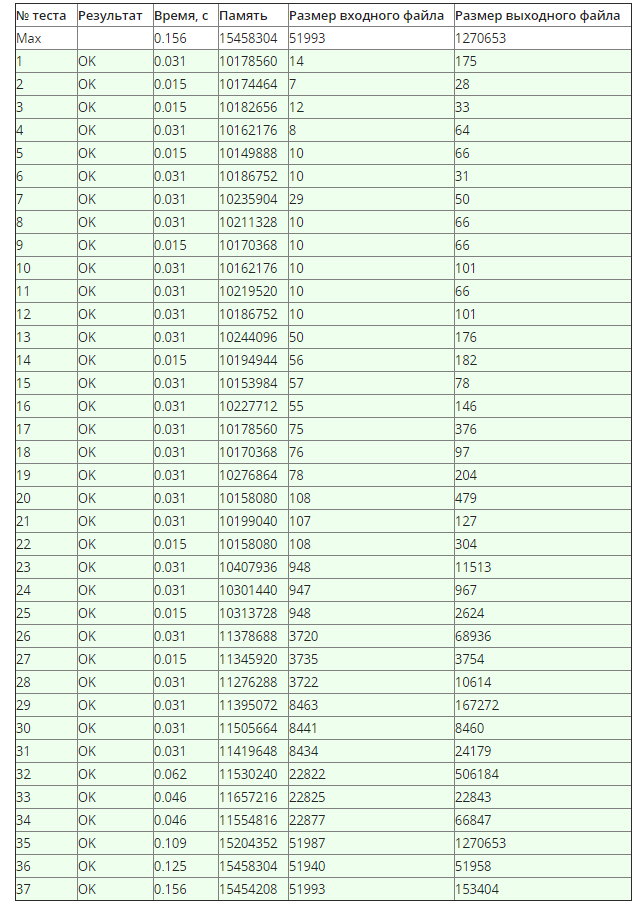 № теста Результат Время, с Память Размер входного файла Размер выходного файла
Max 0.156 15458304 51993 1270653
1 OK 0.031 10178560 14 175
2 OK 0.015 10174464 7 28
3 OK 0.015 10182656 12 33
4 OK 0.031 10162176 8 64
5 OK 0.015 10149888 10 66
6 OK 0.031 10186752 10 31
7 OK 0.031 10235904 29 50
8 OK 0.031 10211328 10 66
9 OK 0.015 10170368 10 66
10 OK 0.031 10162176 10 101
11 OK 0.031 10219520 10 66
12 OK 0.031 10186752 10 101
13 OK 0.031 10244096 50 176
14 OK 0.015 10194944 56 182
15 OK 0.031 10153984 57 78
16 OK 0.031 10227712 55 146
17 OK 0.031 10178560 75 376
18 OK 0.031 10170368 76 97
19 OK 0.031 10276864 78 204
20 OK 0.031 10158080 108 479
21 OK 0.031 10199040 107 127
22 OK 0.015 10158080 108 304
23 OK 0.031 10407936 948 11513
24 OK 0.031 10301440 947 967
25 OK 0.015 10313728 948 2624
26 OK 0.031 11378688 3720 68936
27 OK 0.015 11345920 3735 3754
28 OK 0.031 11276288 3722 10614
29 OK 0.031 11395072 8463 167272
30 OK 0.031 11505664 8441 8460
31 OK 0.031 11419648 8434 24179
32 OK 0.062 11530240 22822 506184
33 OK 0.046 11657216 22825 22843
34 OK 0.046 11554816 22877 66847
35 OK 0.109 15204352 51987 1270653
36 OK 0.125 15458304 51940 51958
37 OK 0.156 15454208 51993 153404